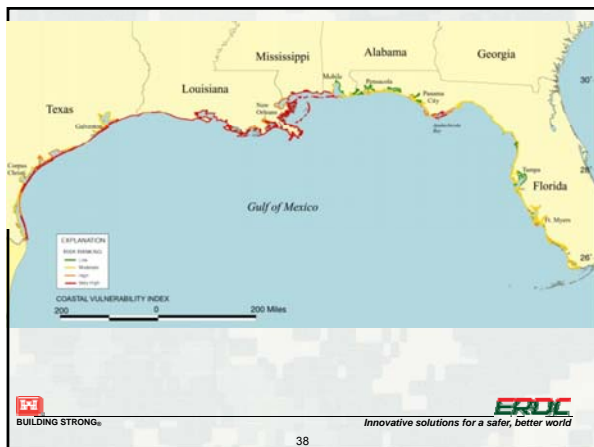 Mississippi
Alabama
Georgia
Louisiana
Texas
Mobile
Pensacola
Panama
City
New
Orleans
Galveston
Corpus
Christi
30°
28°
26°
Tampa
Florida
Ft. Myers
Gulf of Mexico
EXPLANATION
RISK RANKING
Low
Moderate
High
Very High
COASTAL VULNERABILITY INDEX
200 0 200 Miles
BUILDING STRONG®
ERDC
Innovative solutions for a safer, better world
38